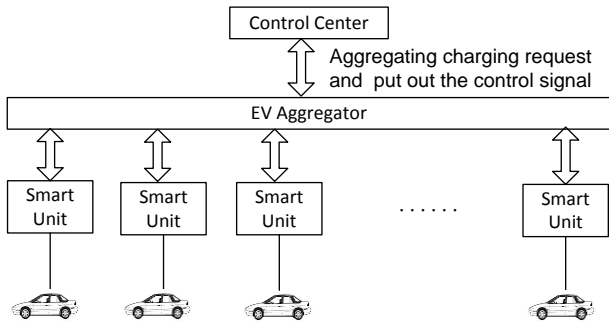 Control Center
Aggregating charging request
and put out the control signal
EV Aggregator
Smart
Unit
Smart
Unit
Smart
Unit
......
Smart
Unit